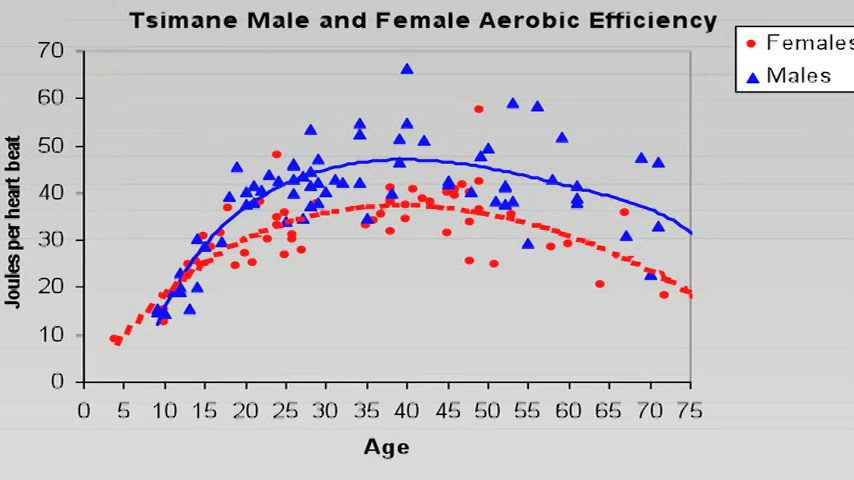 Tsimane Male and Female Aerobic Efficiency
Females
Males
Joules per heart beat
70
60
50
40
30
20
10
0
0 5 10 15 20 25 30 35 40 45 50 55 60 65 70 75
Age